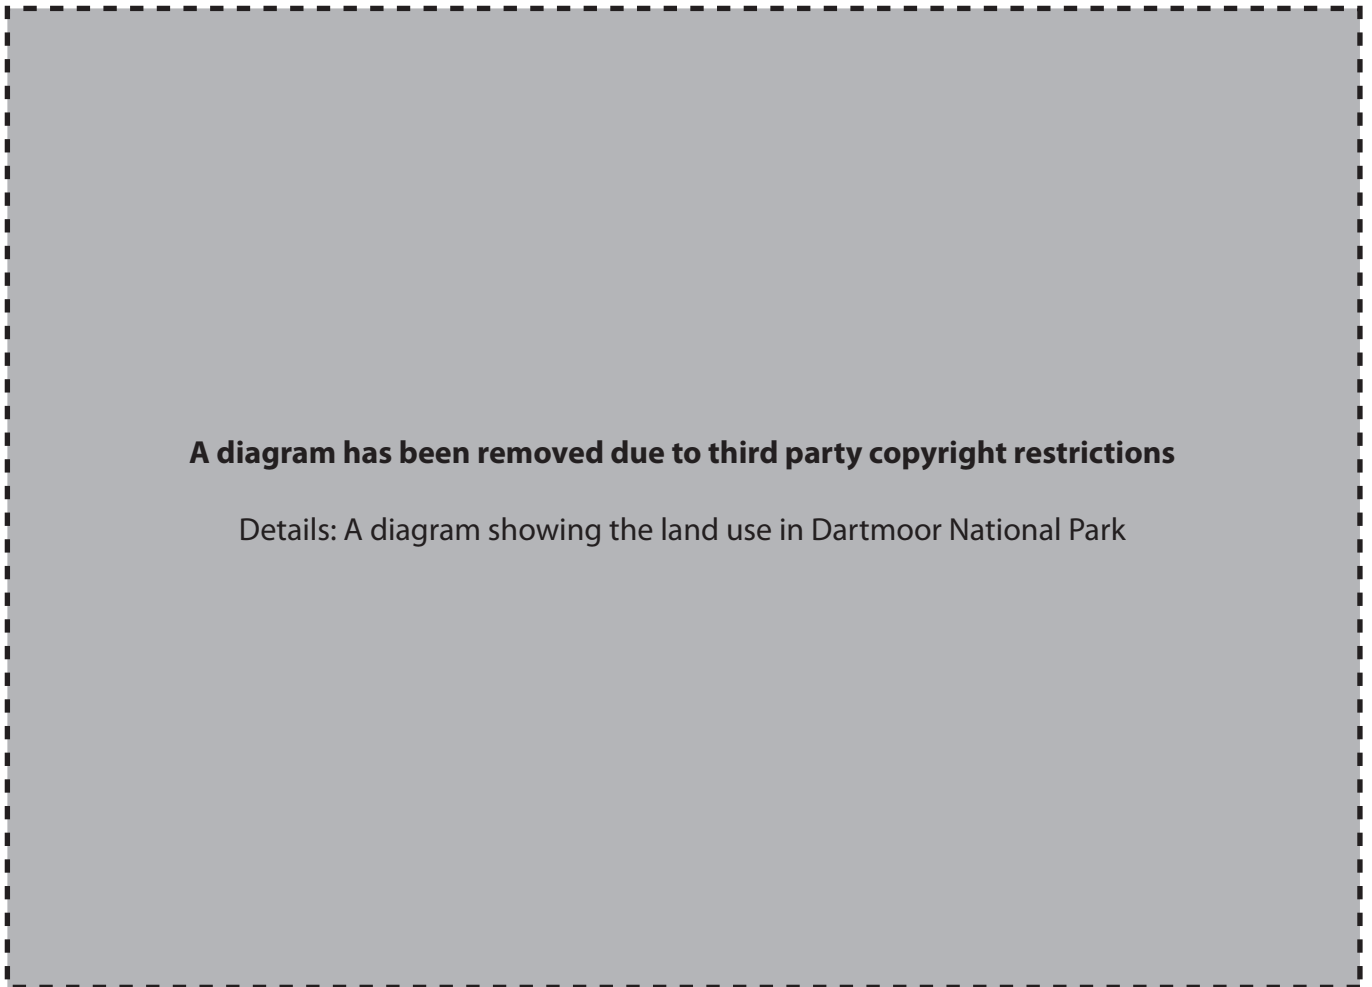 A diagram has been removed due to third party copyright restrictions
Details: A diagram showing the land use in Dartmoor National Park